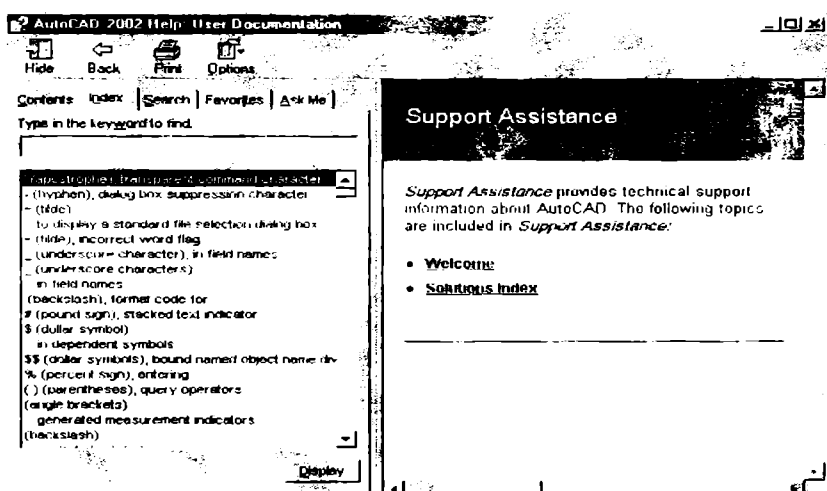 AutoCAD 2002 Help: User Documentation
Hide Back Print Options
Contents Index Search Favorites Ask Me
Type in the keyword to find.
' (apostrophe), transparent command character
- (hyphen), dialog box suppression character
~ (tilde)
to display a standard file selection dialog box
~ (tilde), incorrect word flag
_ (underscore character), in field names
_ (underscore characters)
in field names
(backslash), format code for
# (pound sign), stacked text indicator
$ (dollar symbol)
in dependent symbols
$$ (dollar symbols), bound named object name
% (percent sign), entering
( ) (parentheses), query operators
(angle brackets)
generated measurement indicators
(backslash)
Display
Support Assistance
Support Assistance provides technical support
information about AutoCAD. The following topics
are included in Support Assistance:
• Welcome
• Solutions Index